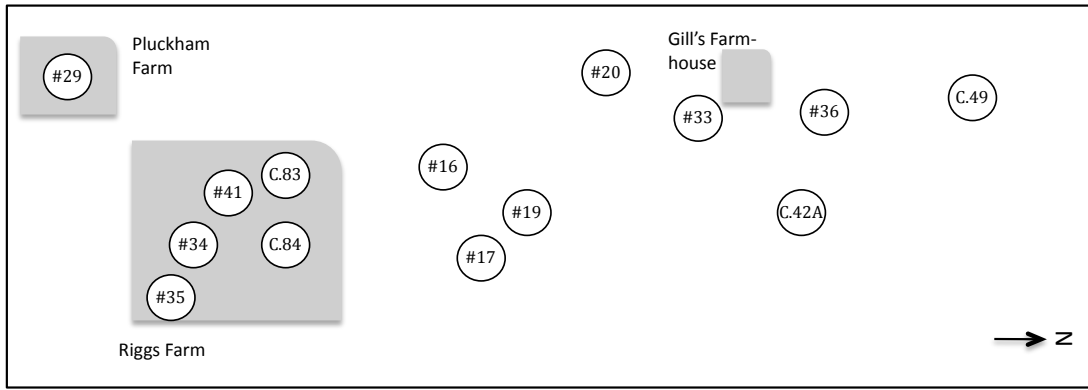 Pluckham
Farm
#29
Gill's Farm-
house
#20
#33
#36
C.49
#16
C.83
#41
#19
C.42A
#34
C.84
#17
#35
Riggs Farm
N